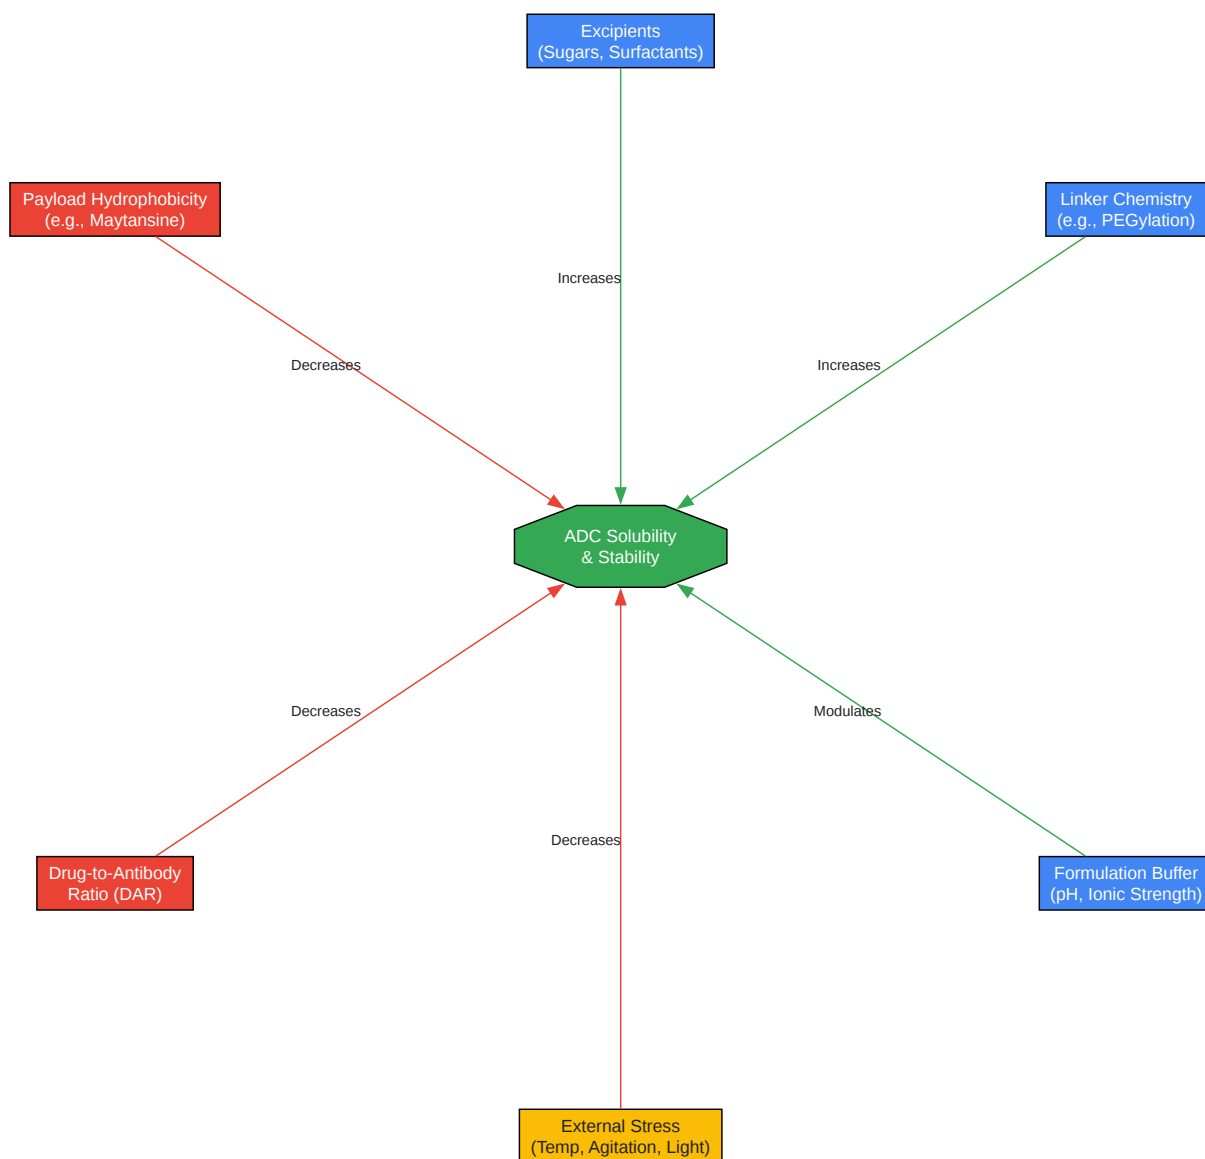 Excipients
(Sugars, Surfactants)
Payload Hydrophobicity
(e.g., Maytansine)
Linker Chemistry
(e.g., PEGylation)
Increases
Decreases
Increases
ADC Solubility
& Stability
Decreases
Modulates
Decreases
Drug-to-Antibody
Ratio (DAR)
Formulation Buffer
(pH, Ionic Strength)
External Stress
(Temp, Agitation, Light)